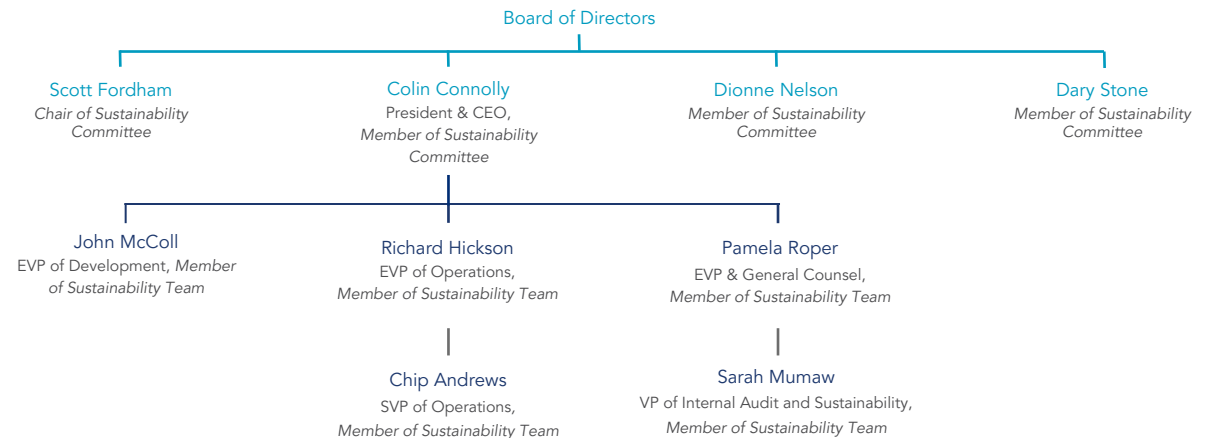 Board of Directors
Scott Fordham
Chair of Sustainability
Committee
Colin Connolly
President & CEO,
Member of Sustainability
Committee
Dionne Nelson
Member of Sustainability
Committee
Dary Stone
Member of Sustainability
Committee
John McColl
EVP of Development, Member
of Sustainability Team
Richard Hickson
EVP of Operations,
Member of Sustainability Team
Pamela Roper
EVP & General Counsel,
Member of Sustainability Team
Chip Andrews
SVP of Operations,
Member of Sustainability Team
Sarah Mumaw
VP of Internal Audit and Sustainability,
Member of Sustainability Team